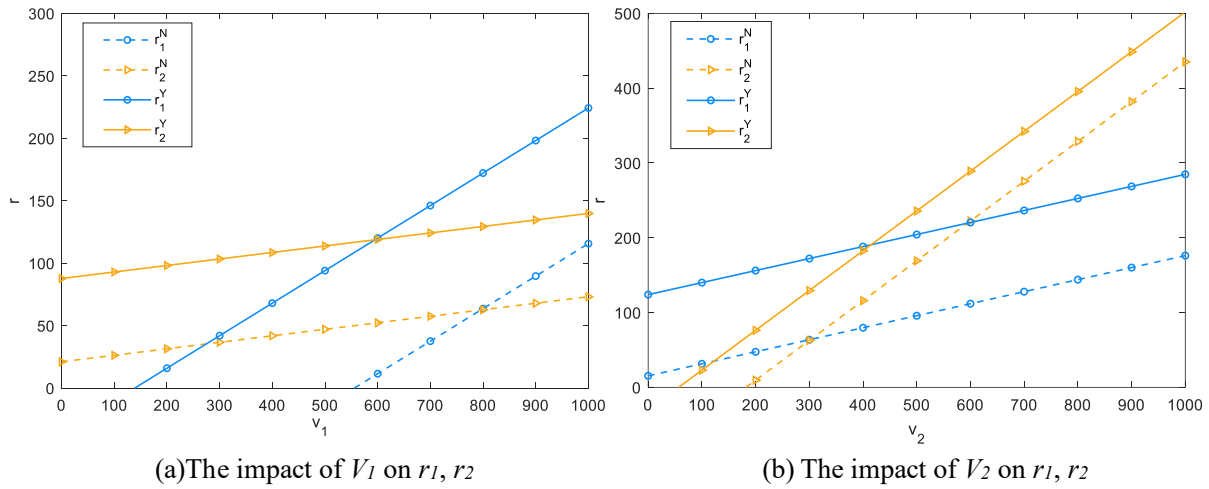 300
250
200
150
100
50
0
r
r₁ᴺ
r₂ᴺ
r₁ʸ
r₂ʸ
0 100 200 300 400 500 600 700 800 900 1000
v₁
(a)The impact of V₁ on r₁, r₂
500
400
300
200
100
0
r
r₁ᴺ
r₂ᴺ
r₁ʸ
r₂ʸ
0 100 200 300 400 500 600 700 800 900 1000
v₂
(b) The impact of V₂ on r₁, r₂